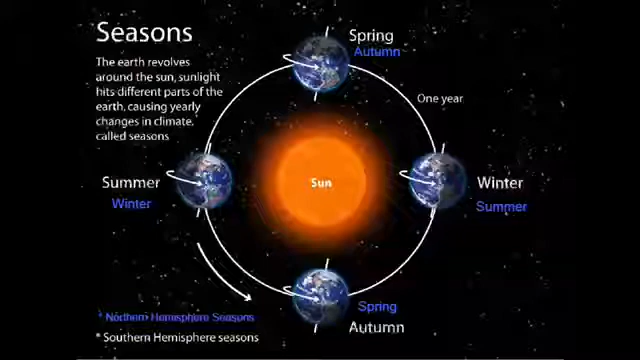 Seasons
The earth revolves
around the sun, sunlight
hits different parts of the
earth, causing yearly
changes in climate,
called seasons
Spring
Autumn
One year
Summer
Winter
Sun
Winter
Summer
Spring
Autumn
* Northern Hemisphere Seasons
* Southern Hemisphere seasons